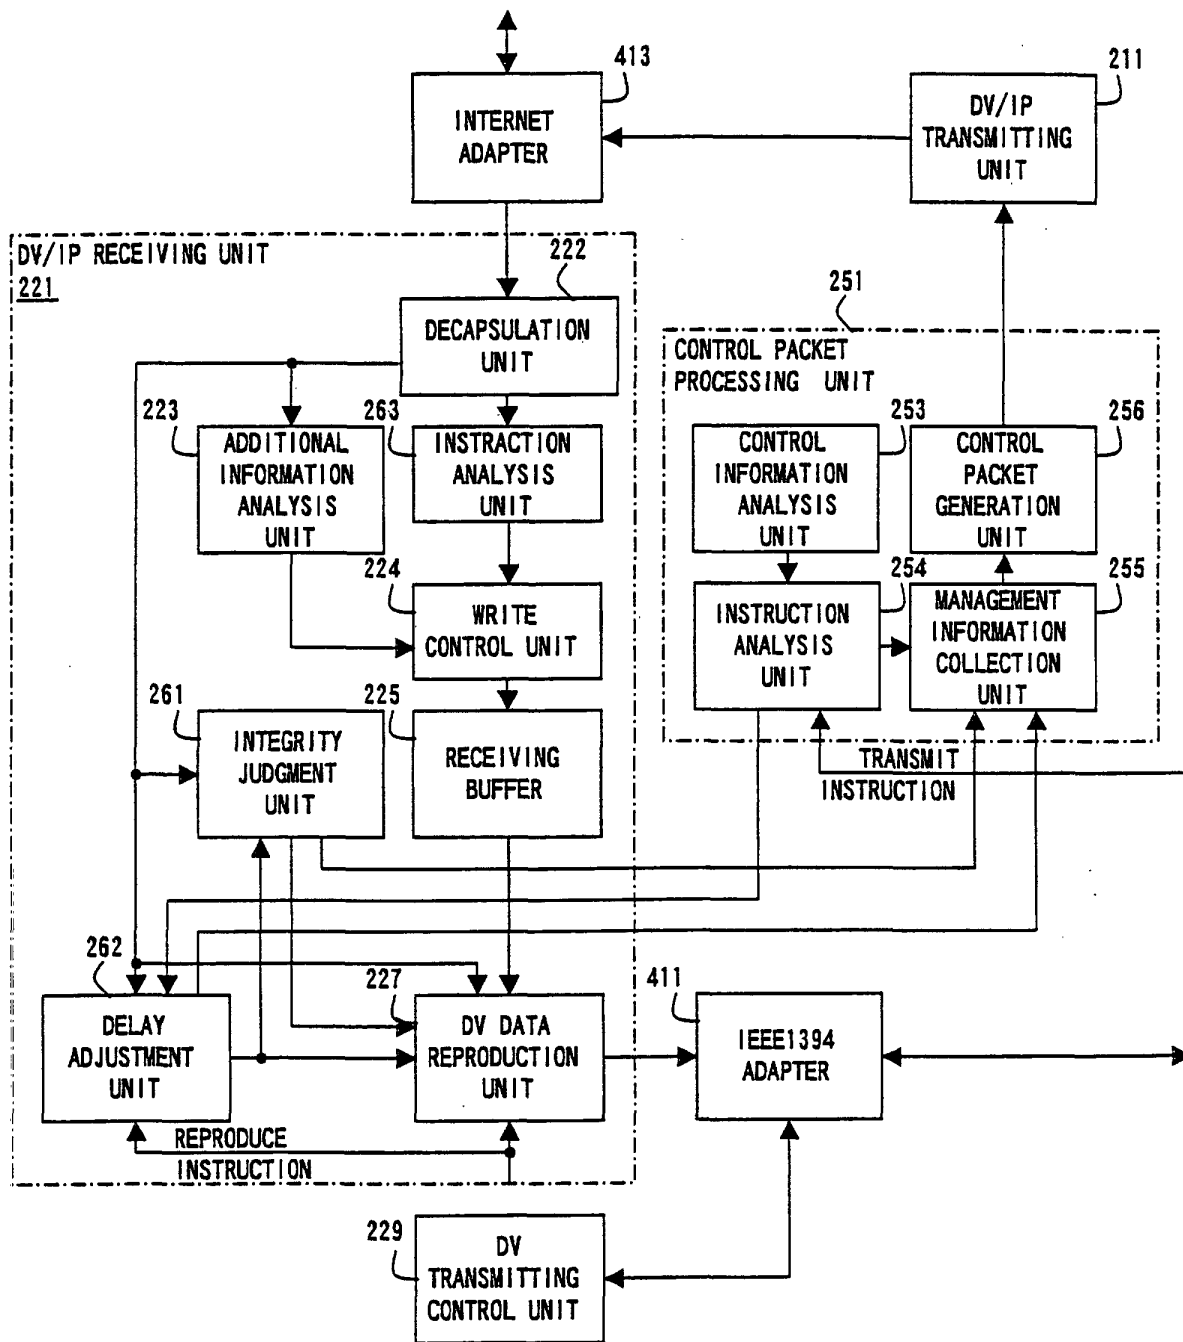 413
INTERNET
ADAPTER
211
DV/IP
TRANSMITTING
UNIT
DV/IP RECEIVING UNIT
221
222
DECAPSULATION
UNIT
251
CONTROL PACKET
PROCESSING UNIT
223
ADDITIONAL
INFORMATION
ANALYSIS
UNIT
263
INSTRACTION
ANALYSIS
UNIT
253
CONTROL
INFORMATION
ANALYSIS
UNIT
256
CONTROL
PACKET
GENERATION
UNIT
224
WRITE
CONTROL UNIT
254
INSTRUCTION
ANALYSIS
UNIT
255
MANAGEMENT
INFORMATION
COLLECTION
UNIT
261
INTEGRITY
JUDGMENT
UNIT
225
RECEIVING
BUFFER
TRANSMIT
INSTRUCTION
262
DELAY
ADJUSTMENT
UNIT
227
DV DATA
REPRODUCTION
UNIT
411
IEEE1394
ADAPTER
REPRODUCE
INSTRUCTION
229
DV
TRANSMITTING
CONTROL UNIT